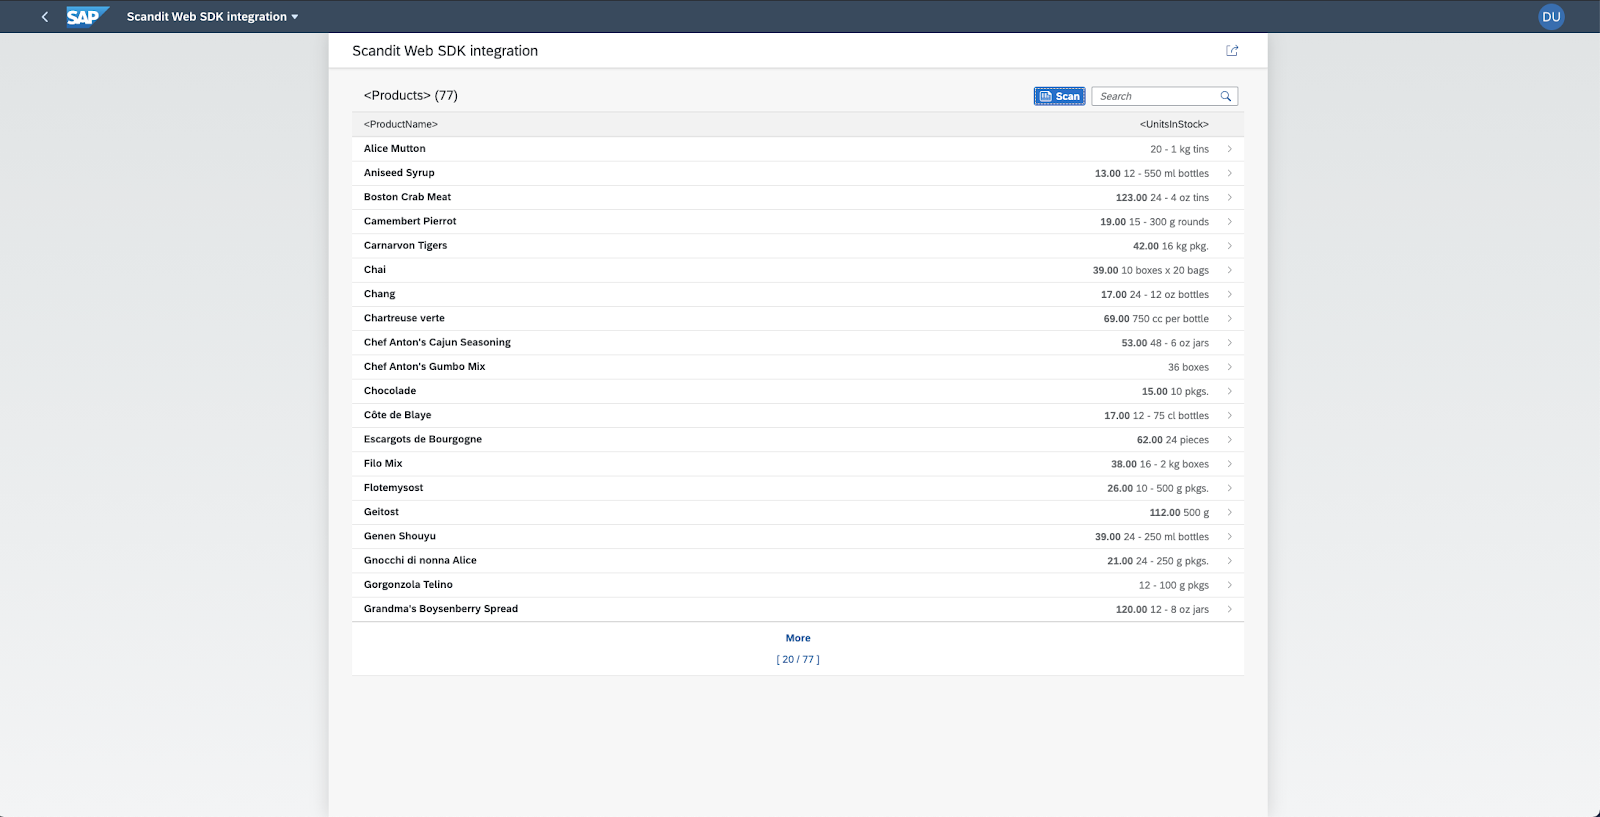 SAP Scandit Web SDK integration DU
Scandit Web SDK integration
<Products> (77) Scan Search
<ProductName> <UnitsInStock>
Alice Mutton 20 - 1 kg tins
Aniseed Syrup 13.00 12 - 550 ml bottles
Boston Crab Meat 123.00 24 - 4 oz tins
Camembert Pierrot 19.00 15 - 300 g rounds
Carnarvon Tigers 42.00 16 kg pkg.
Chai 39.00 10 boxes x 20 bags
Chang 17.00 24 - 12 oz bottles
Chartreuse verte 69.00 750 cc per bottle
Chef Anton's Cajun Seasoning 53.00 48 - 6 oz jars
Chef Anton's Gumbo Mix 36 boxes
Chocolade 15.00 10 pkgs.
Côte de Blaye 17.00 12 - 75 cl bottles
Escargots de Bourgogne 62.00 24 pieces
Filo Mix 38.00 16 - 2 kg boxes
Flotemysost 26.00 10 - 500 g pkgs.
Geitost 112.00 500 g
Genen Shouyu 39.00 24 - 250 ml bottles
Gnocchi di nonna Alice 21.00 24 - 250 g pkgs.
Gorgonzola Telino 12 - 100 g pkgs
Grandma's Boysenberry Spread 120.00 12 - 8 oz jars
More
[ 20 / 77 ]